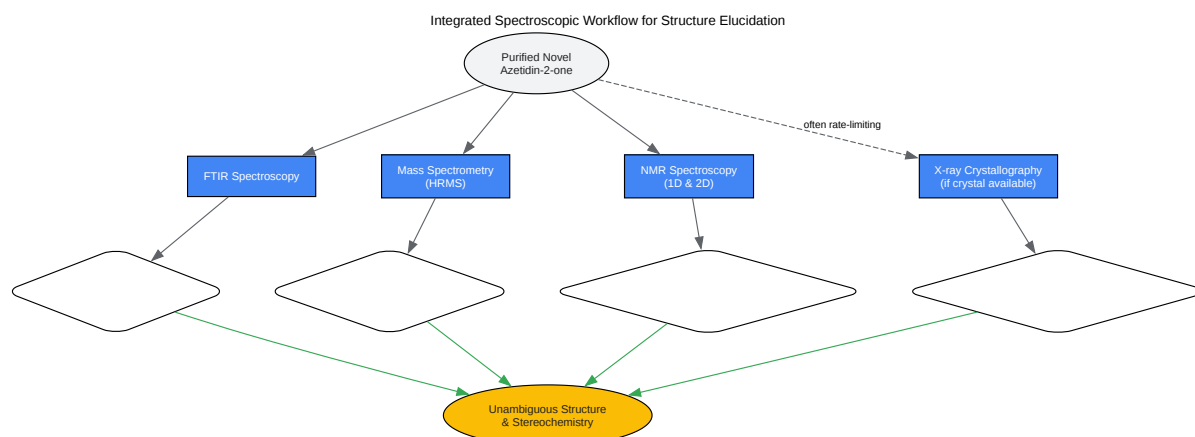 Integrated Spectroscopic Workflow for Structure Elucidation
Purified Novel
Azetidin-2-one
often rate-limiting
FTIR Spectroscopy
Mass Spectrometry
(HRMS)
NMR Spectroscopy
(1D & 2D)
X-ray Crystallography
(if crystal available)
Unambiguous Structure
& Stereochemistry